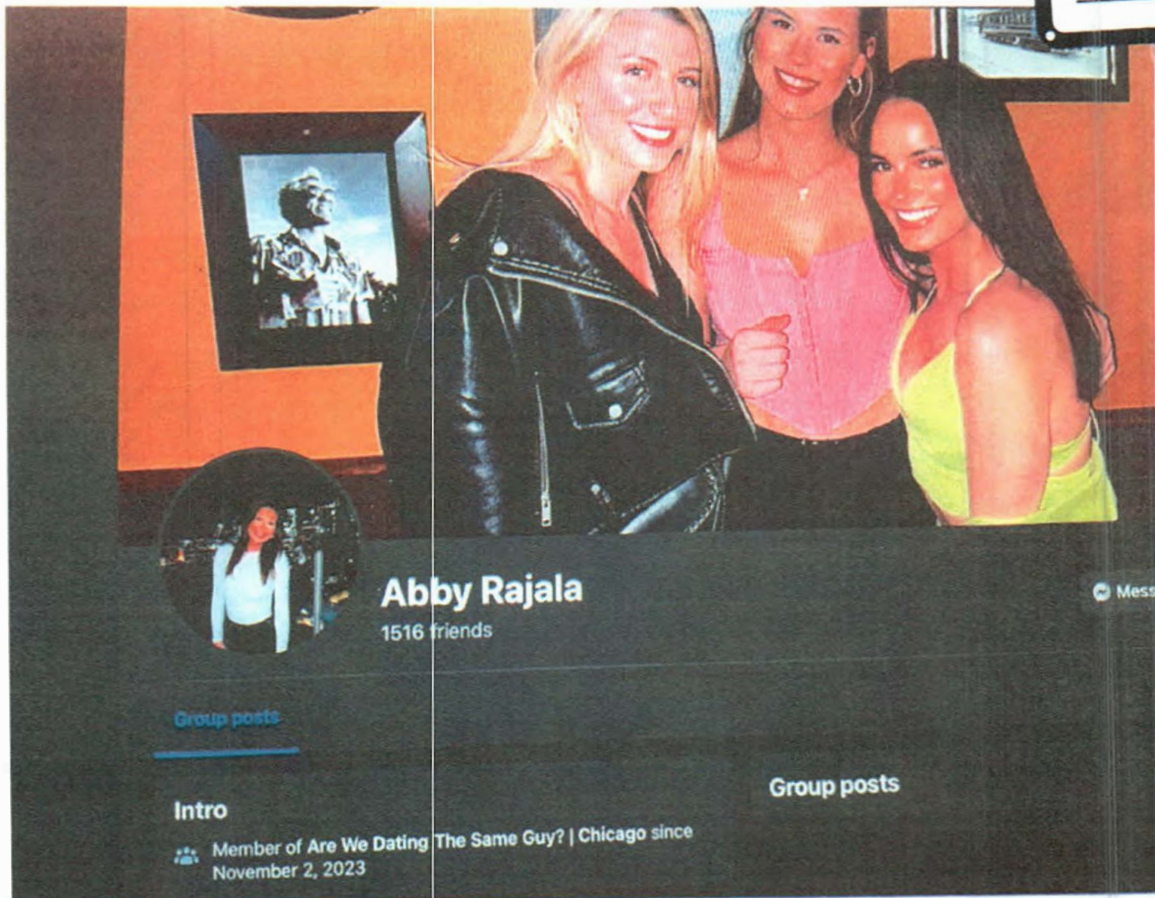 Abby Rajala
1516 friends
Mess
Group posts
Group posts
Intro
Member of Are We Dating The Same Guy? | Chicago since
November 2, 2023